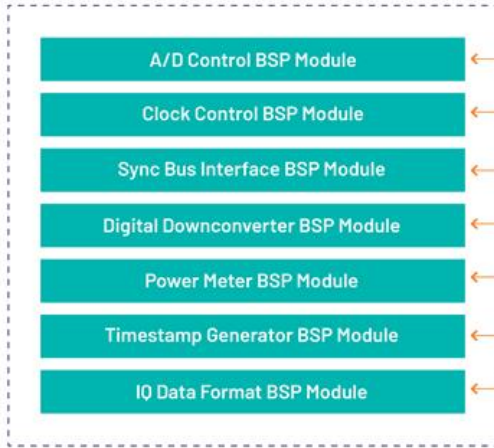 A/D Control BSP Module
Clock Control BSP Module
Sync Bus Interface BSP Module
Digital Downconverter BSP Module
Power Meter BSP Module
Timestamp Generator BSP Module
IQ Data Format BSP Module